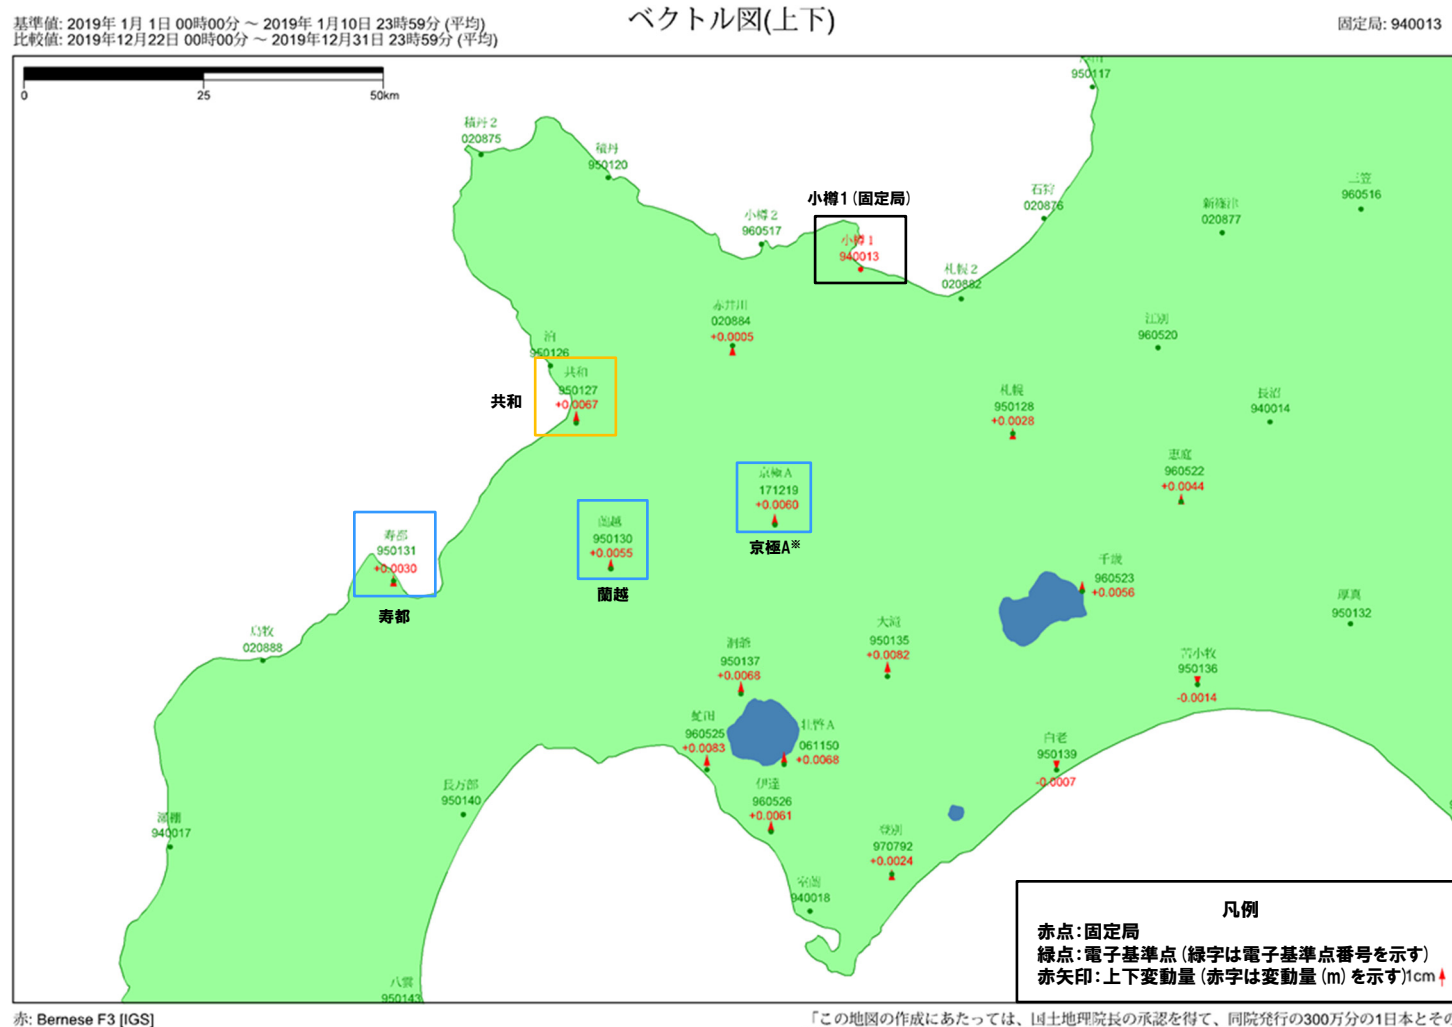 ベクトル図(上下)
基準値: 2019年 1月 1日 00時00分 ～ 2019年 1月10日 23時59分 (平均)
比較値: 2019年12月22日 00時00分 ～ 2019年12月31日 23時59分 (平均)
固定局: 940013
0 25 50km
950117
積丹2
020875
積丹
950120
小樽1(固定局)
小樽2
960517
小樽1
940013
石狩
020876
新篠津
020877
三笠
960516
札幌2
020882
赤井川
020884
+0.0005
江別
960520
泊
950126
共和
共和
950127
+0.0067
札幌
950128
+0.0028
長沼
940014
恵庭
960522
+0.0044
京極A
171219
+0.0060
京極A※
蘭越
950130
+0.0055
蘭越
寿都
950131
+0.0030
寿都
千歳
960523
+0.0056
厚真
950132
島牧
020888
大滝
950135
+0.0082
洞爺
950137
+0.0068
苫小牧
950136
-0.0014
虻田
960525
+0.0083
壮瞥A
061150
+0.0068
白老
950139
-0.0007
伊達
960526
+0.0061
長万部
950140
瀬棚
940017
登別
970792
+0.0024
室蘭
940018
八雲
950143
凡例
赤点：固定局
緑点：電子基準点(緑字は電子基準点番号を示す)
赤矢印：上下変動量(赤字は変動量(m)を示す)1cm
赤: Bernese F3 [IGS]
「この地図の作成にあたっては、国土地理院長の承認を得て、同院発行の300万分の1日本とその